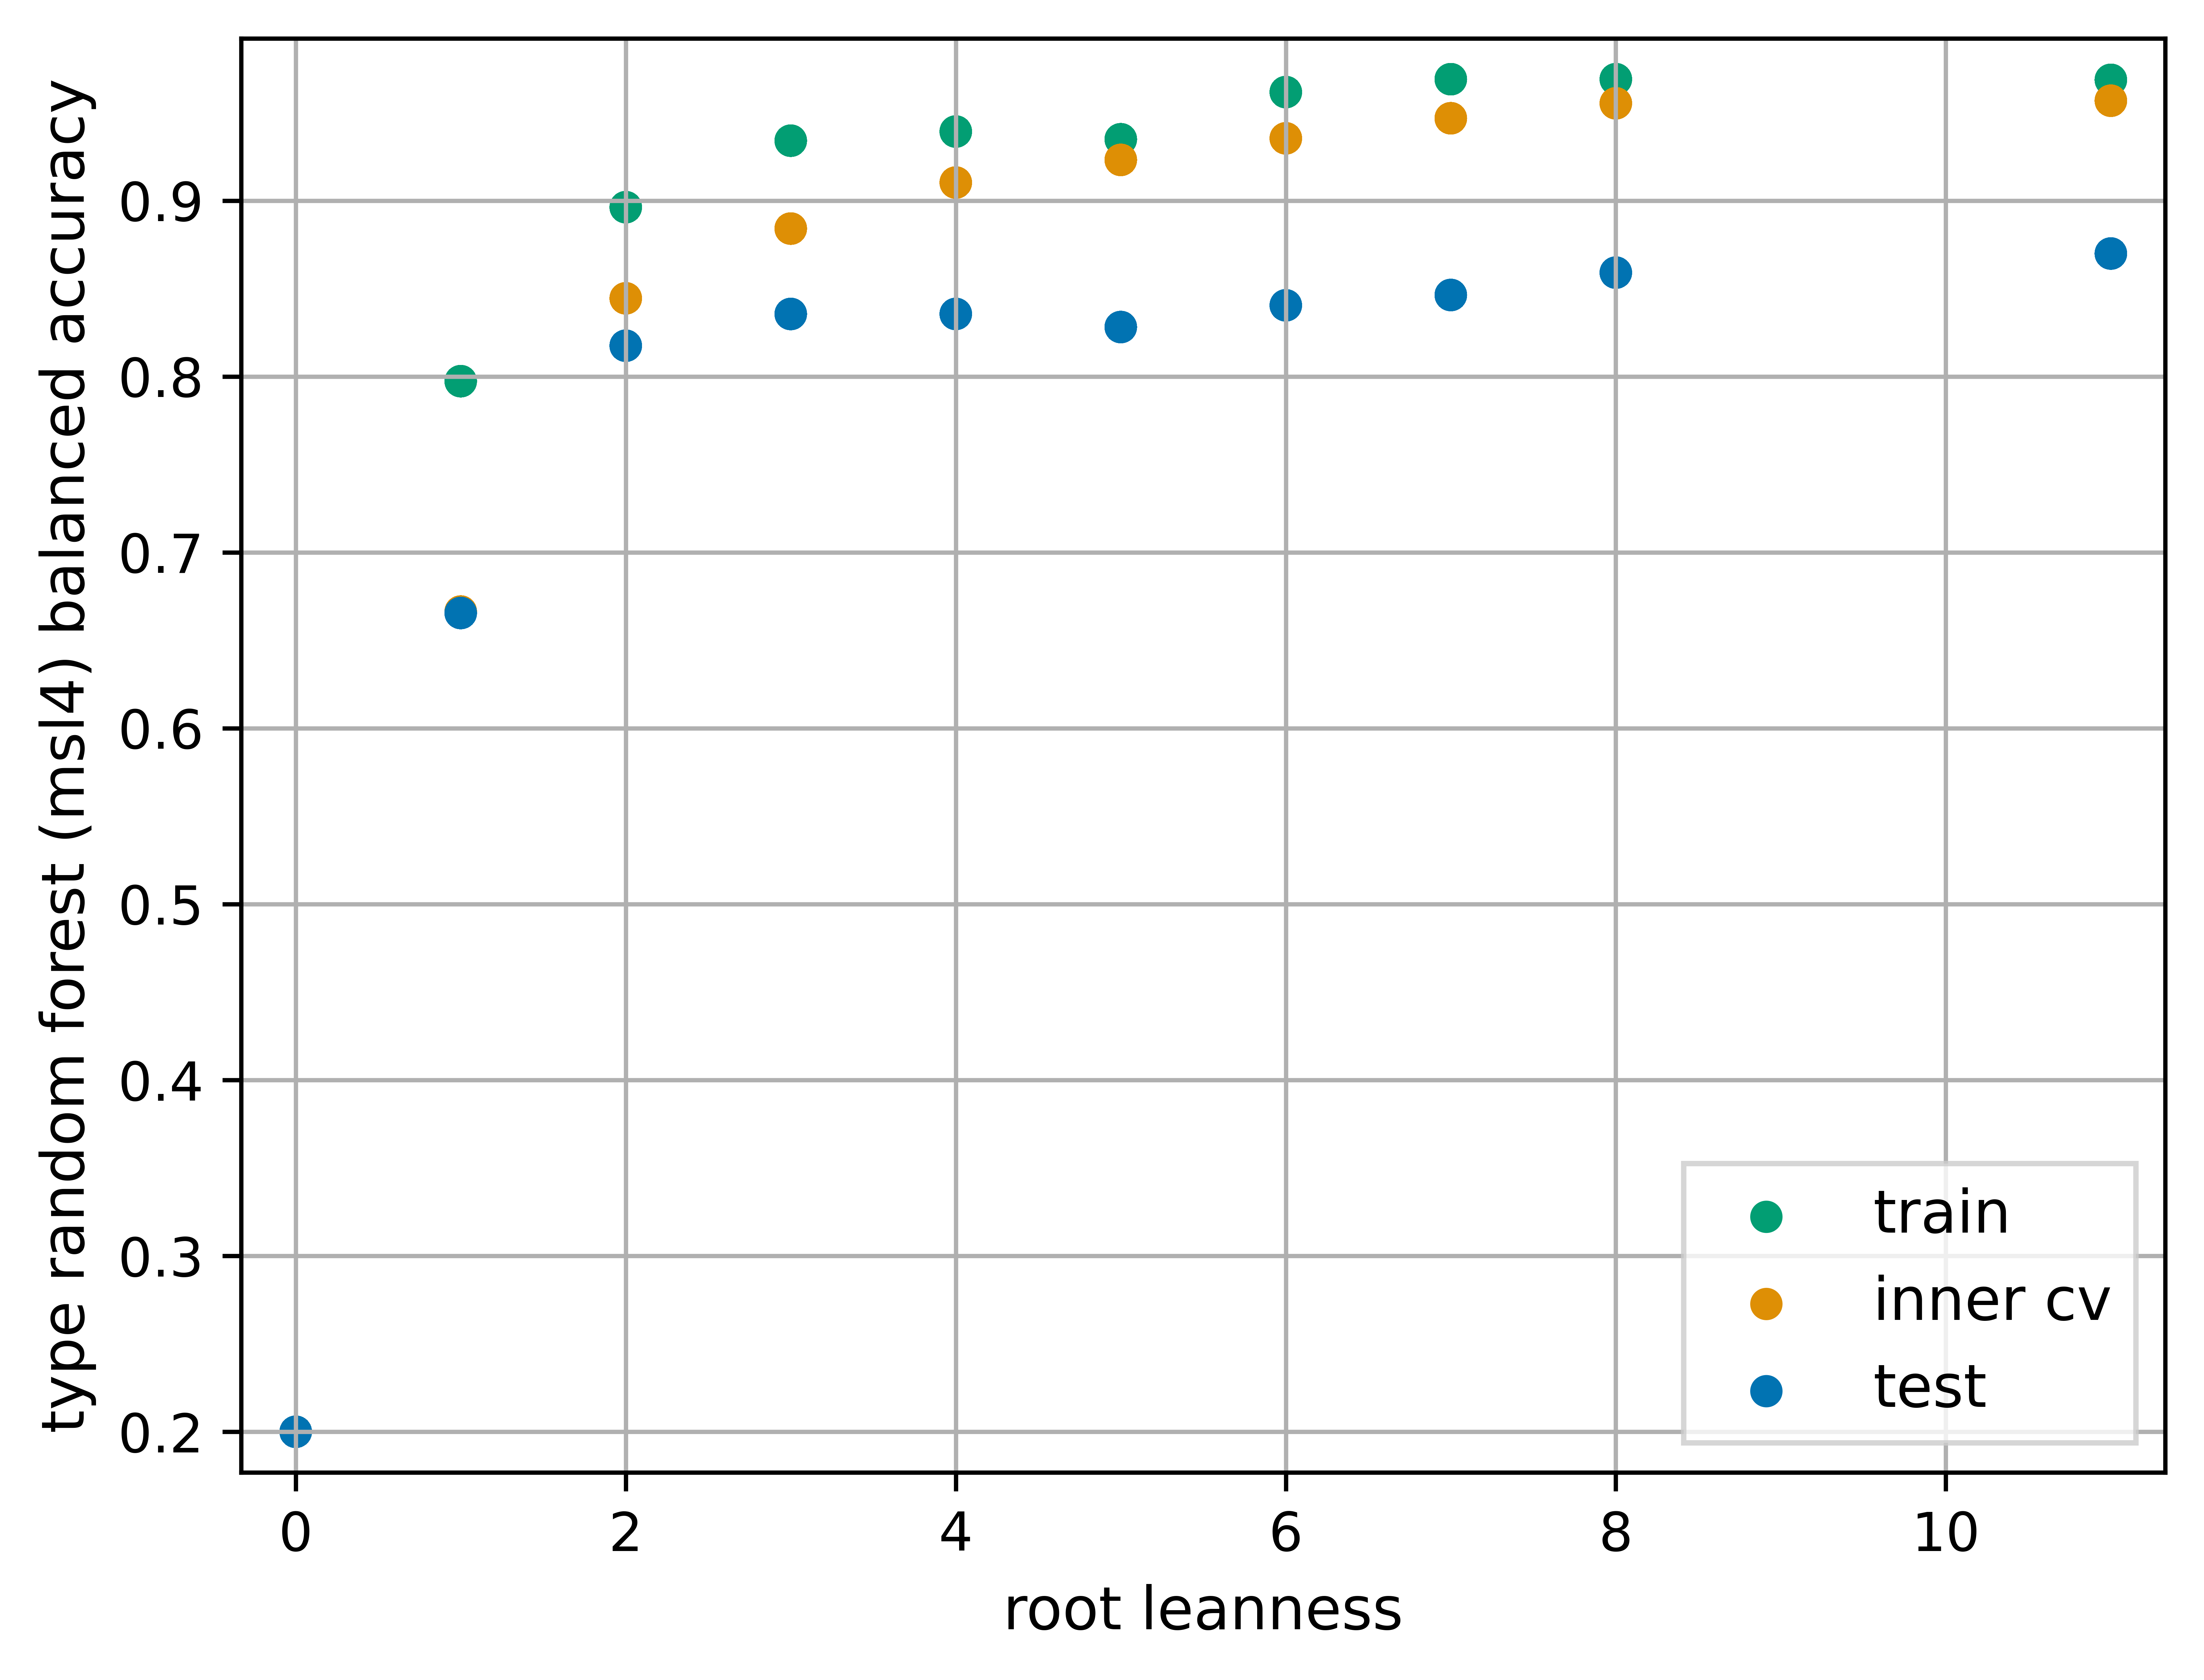 type random forest (msl4) balanced accuracy
0.9
0.8
0.7
0.6
0.5
0.4
0.3
0.2
0 2 4 6 8 10
root leanness
train
inner cv
test